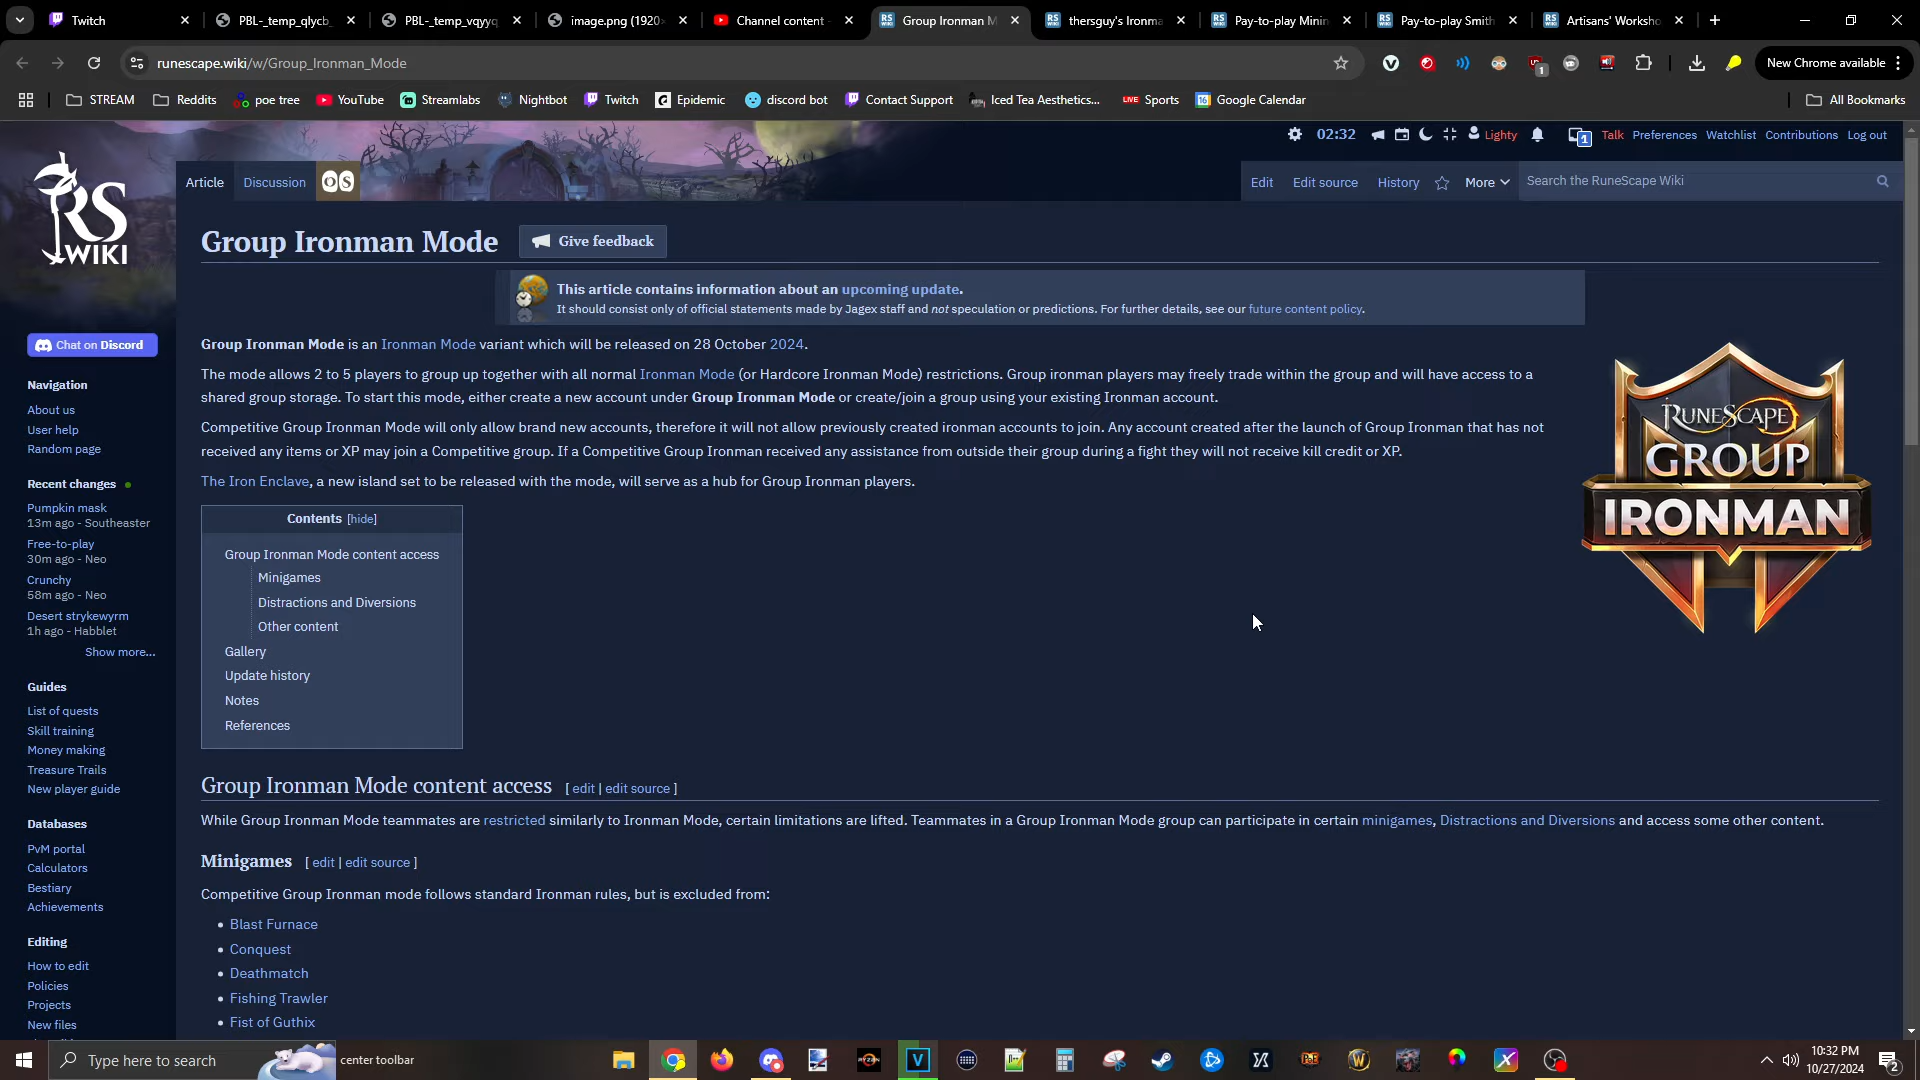 Twitch
PBL-_temp_qlycb_
PBL-_temp_vqyyq
image.png (1920×
Channel content -
Group Ironman M
thersguy's Ironma
Pay-to-play Minin
Pay-to-play Smith
Artisans' Worksho
runescape.wiki/w/Group_Ironman_Mode
1
New Chrome available
STREAM
Reddits
poe tree
YouTube
Streamlabs
Nightbot
Twitch
Epidemic
discord bot
Contact Support
Iced Tea Aesthetics...
LIVE Sports
16 Google Calendar
All Bookmarks
02:32
Lighty
1
Talk
Preferences
Watchlist
Contributions
Log out
RS
WIKI
Article
Discussion
OS
Edit
Edit source
History
More
Search the RuneScape Wiki
Group Ironman Mode
Give feedback
This article contains information about an upcoming update.
It should consist only of official statements made by Jagex staff and not speculation or predictions. For further details, see our future content policy.
Group Ironman Mode is an Ironman Mode variant which will be released on 28 October 2024.
The mode allows 2 to 5 players to group up together with all normal Ironman Mode (or Hardcore Ironman Mode) restrictions. Group ironman players may freely trade within the group and will have access to a
shared group storage. To start this mode, either create a new account under Group Ironman Mode or create/join a group using your existing Ironman account.
Competitive Group Ironman Mode will only allow brand new accounts, therefore it will not allow previously created ironman accounts to join. Any account created after the launch of Group Ironman that has not
received any items or XP may join a Competitive group. If a Competitive Group Ironman received any assistance from outside their group during a fight they will not receive kill credit or XP.
The Iron Enclave, a new island set to be released with the mode, will serve as a hub for Group Ironman players.
RUNESCAPE
GROUP
IRONMAN
Contents [hide]
Group Ironman Mode content access
Minigames
Distractions and Diversions
Other content
Gallery
Update history
Notes
References
Group Ironman Mode content access [ edit | edit source ]
While Group Ironman Mode teammates are restricted similarly to Ironman Mode, certain limitations are lifted. Teammates in a Group Ironman Mode group can participate in certain minigames, Distractions and Diversions and access some other content.
Minigames [ edit | edit source ]
Competitive Group Ironman mode follows standard Ironman rules, but is excluded from:
Blast Furnace
Conquest
Deathmatch
Fishing Trawler
Fist of Guthix
Chat on Discord
Navigation
About us
User help
Random page
Recent changes
Pumpkin mask
13m ago - Southeaster
Free-to-play
30m ago - Neo
Crunchy
58m ago - Neo
Desert strykewyrm
1h ago - Habblet
Show more...
Guides
List of quests
Skill training
Money making
Treasure Trails
New player guide
Databases
PvM portal
Calculators
Bestiary
Achievements
Editing
How to edit
Policies
Projects
New files
Type here to search
center toolbar
V
10:32 PM
10/27/2024
2